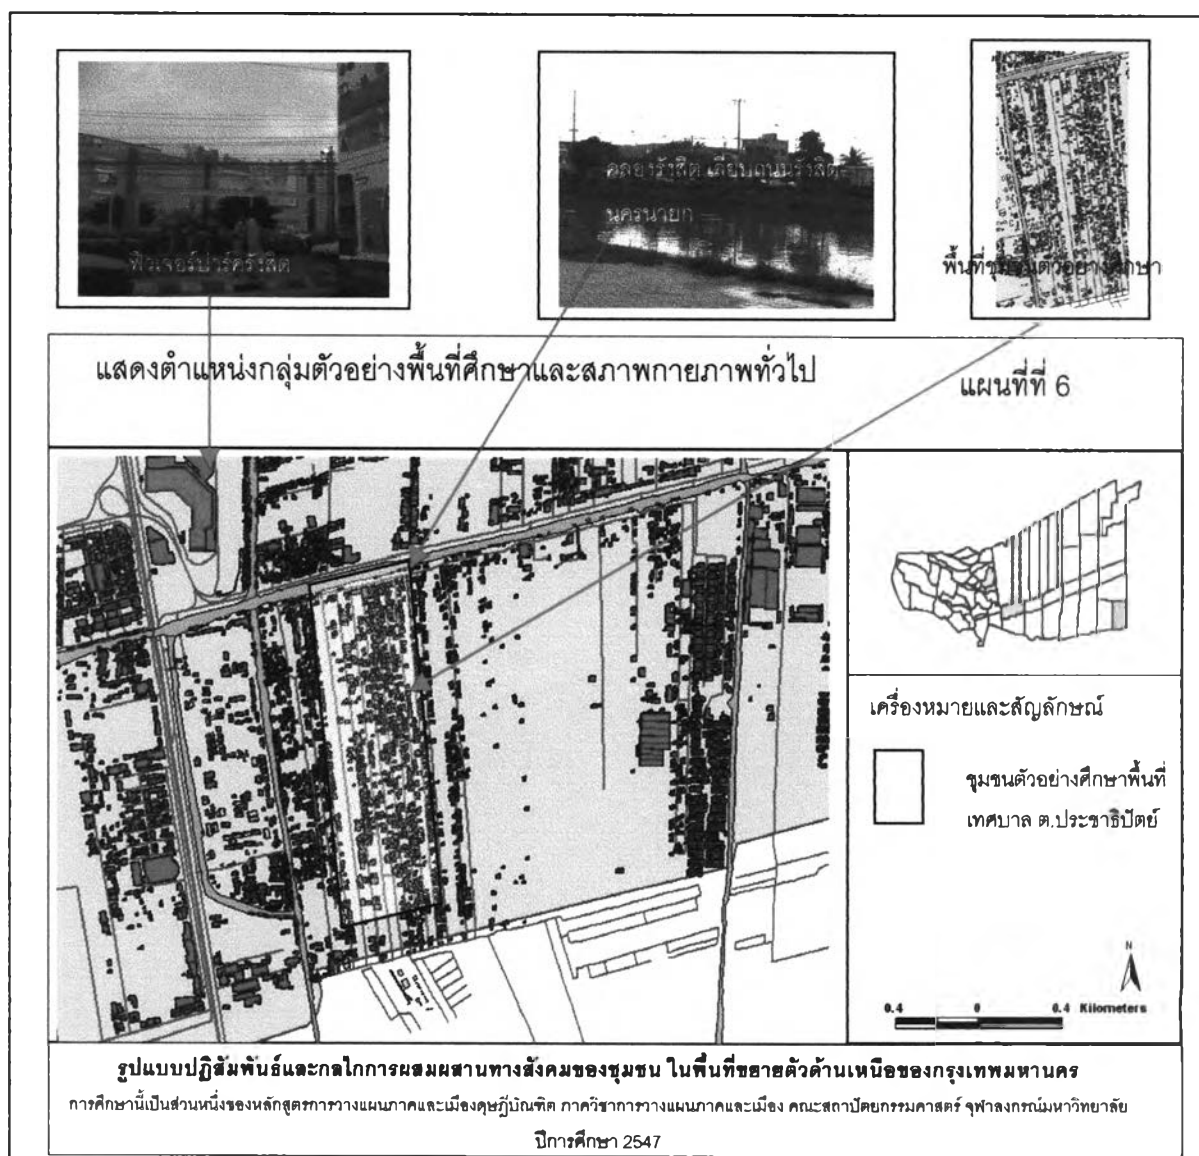 ฟิวเจอร์ปาร์ครังสิต
คลองรังสิต เลียบถนนรังสิต
นครนายก
พื้นที่ชุมชนตัวอย่างศึกษา
แสดงตำแหน่งกลุ่มตัวอย่างพื้นที่ศึกษาและสภาพกายภาพทั่วไป
แผนที่ที่ 6
เครื่องหมายและสัญลักษณ์
ชุมชนตัวอย่างศึกษาพื้นที่
เทศบาล ต.ประชาธิปัตย์
N
0.4 0 0.4 Kilometers
รูปแบบปฏิสัมพันธ์และกลไกการผสมผสานทางสังคมของชุมชน ในพื้นที่ขยายตัวด้านเหนือของกรุงเทพมหานคร
การศึกษานี้เป็นส่วนหนึ่งของหลักสูตรการวางแผนภาคและเมืองดุษฎีบัณฑิต ภาควิชาการวางแผนภาคและเมือง คณะสถาปัตยกรรมศาสตร์ จุฬาลงกรณ์มหาวิทยาลัย
ปีการศึกษา 2547